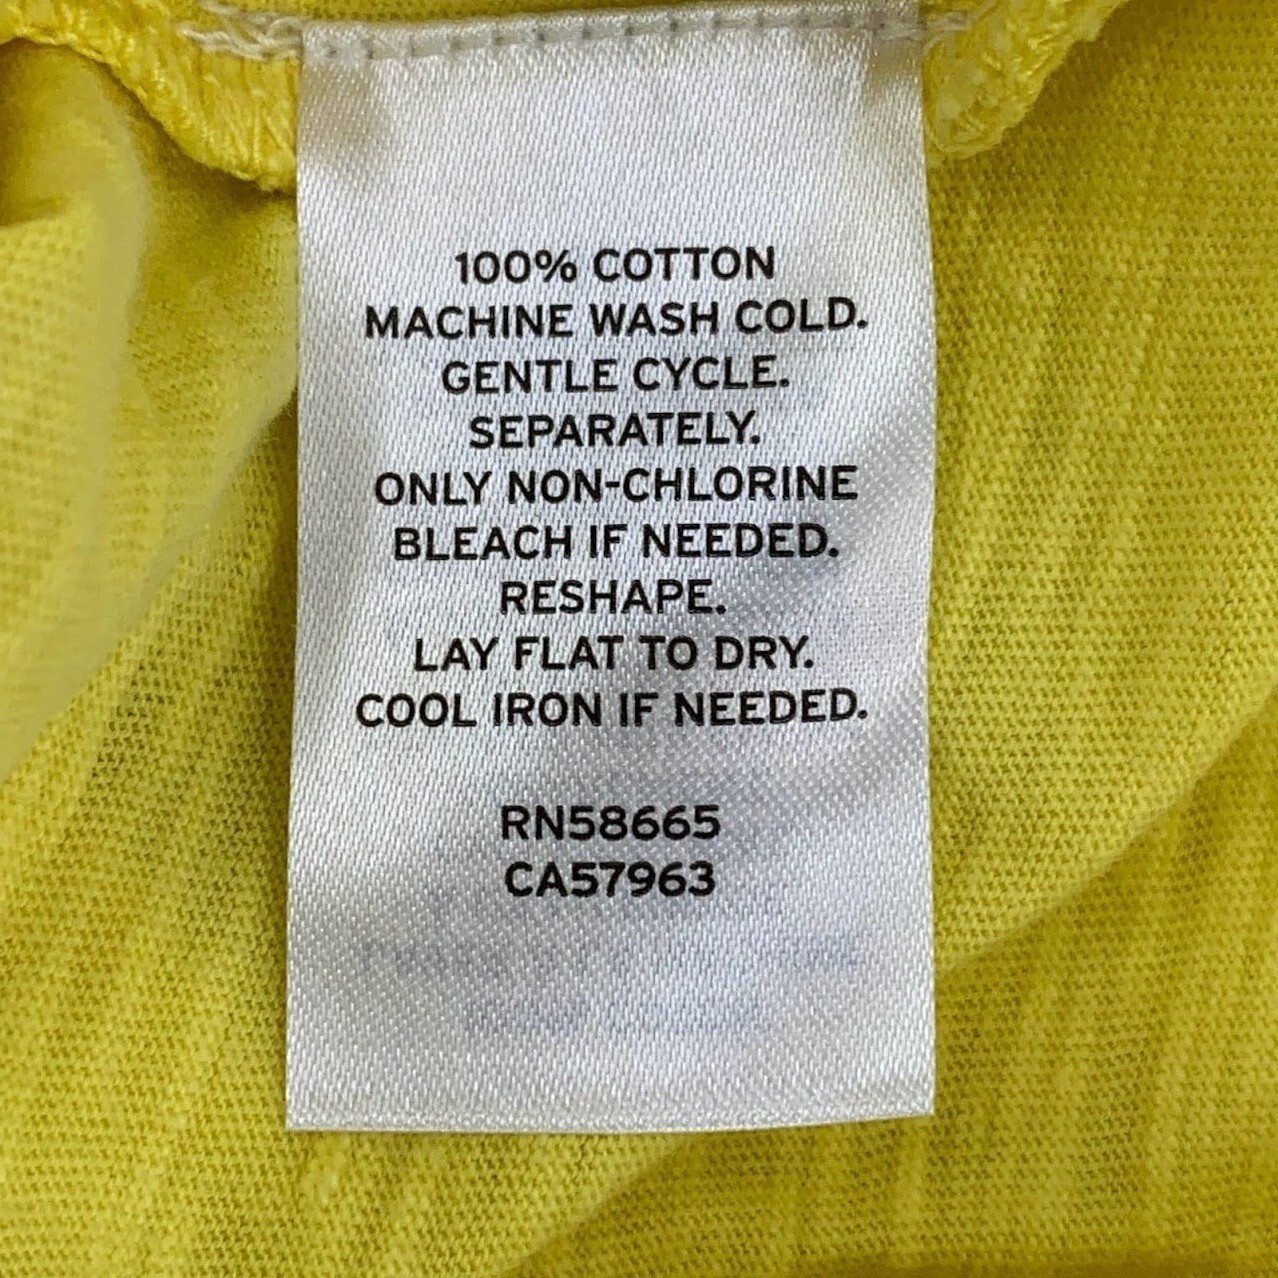 100% COTTON
MACHINE WASH COLD.
GENTLE CYCLE.
SEPARATELY.
ONLY NON-CHLORINE
BLEACH IF NEEDED.
RESHAPE.
LAY FLAT TO DRY.
COOL IRON IF NEEDED.
RN58665
CA57963